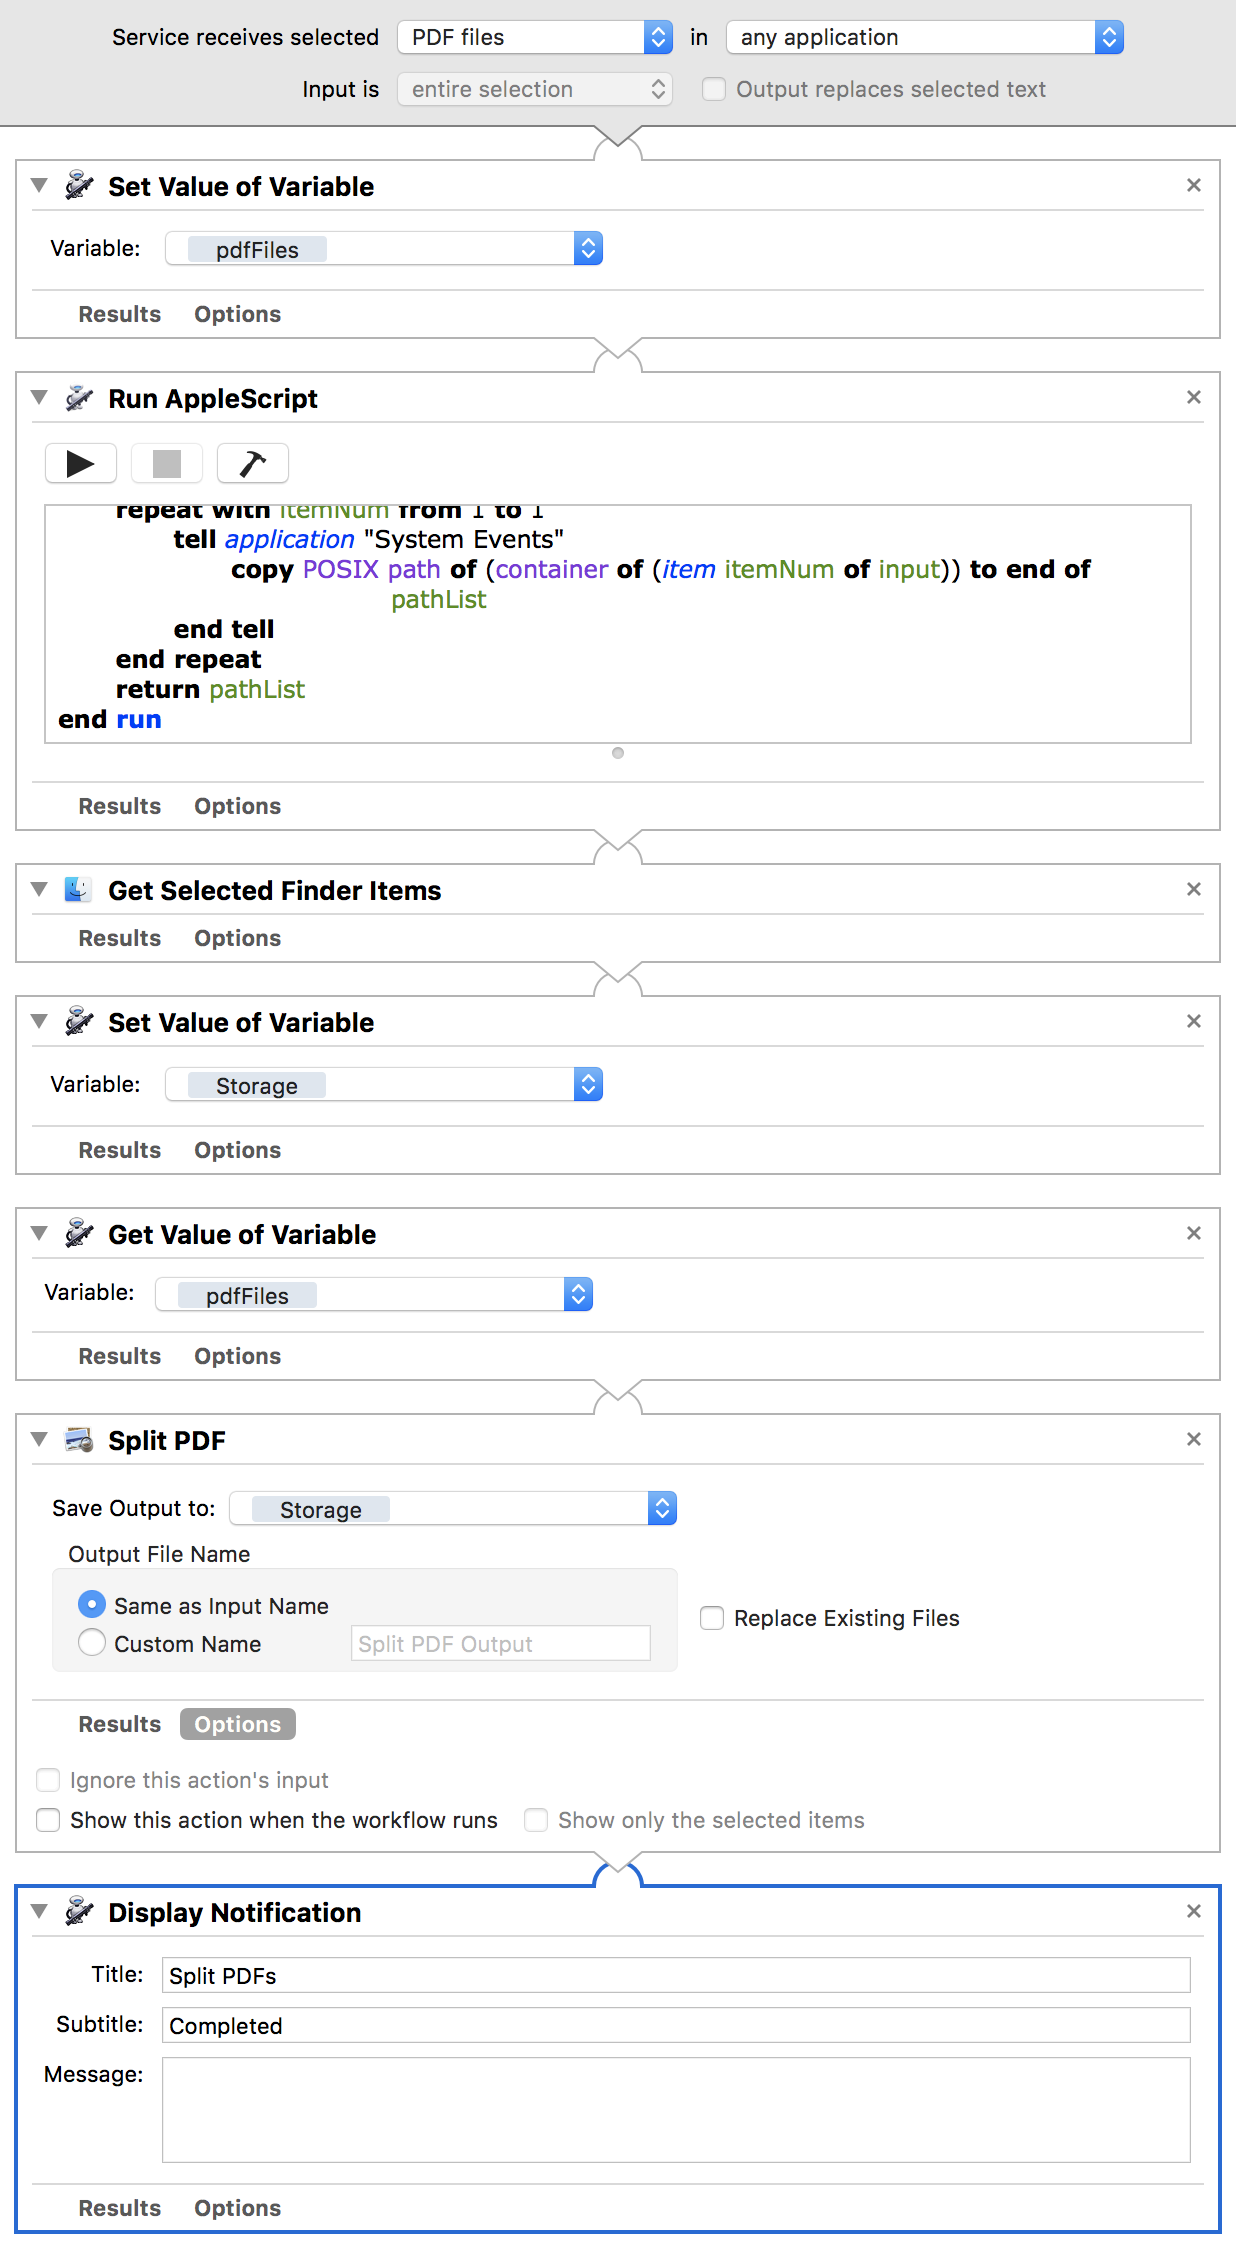 Service receives selected PDF files in any application
Input is entire selection Output replaces selected text
Set Value of Variable
Variable: pdfFiles
Results Options
Run AppleScript
repeat with itemNum from 1 to 1
tell application "System Events"
copy POSIX path of (container of (item itemNum of input)) to end of
pathList
end tell
end repeat
return pathList
end run
Results Options
Get Selected Finder Items
Results Options
Set Value of Variable
Variable: Storage
Results Options
Get Value of Variable
Variable: pdfFiles
Results Options
Split PDF
Save Output to: Storage
Output File Name
Same as Input Name
Replace Existing Files
Custom Name Split PDF Output
Results Options
Ignore this action's input
Show this action when the workflow runs Show only the selected items
Display Notification
Title: Split PDFs
Subtitle: Completed
Message:
Results Options